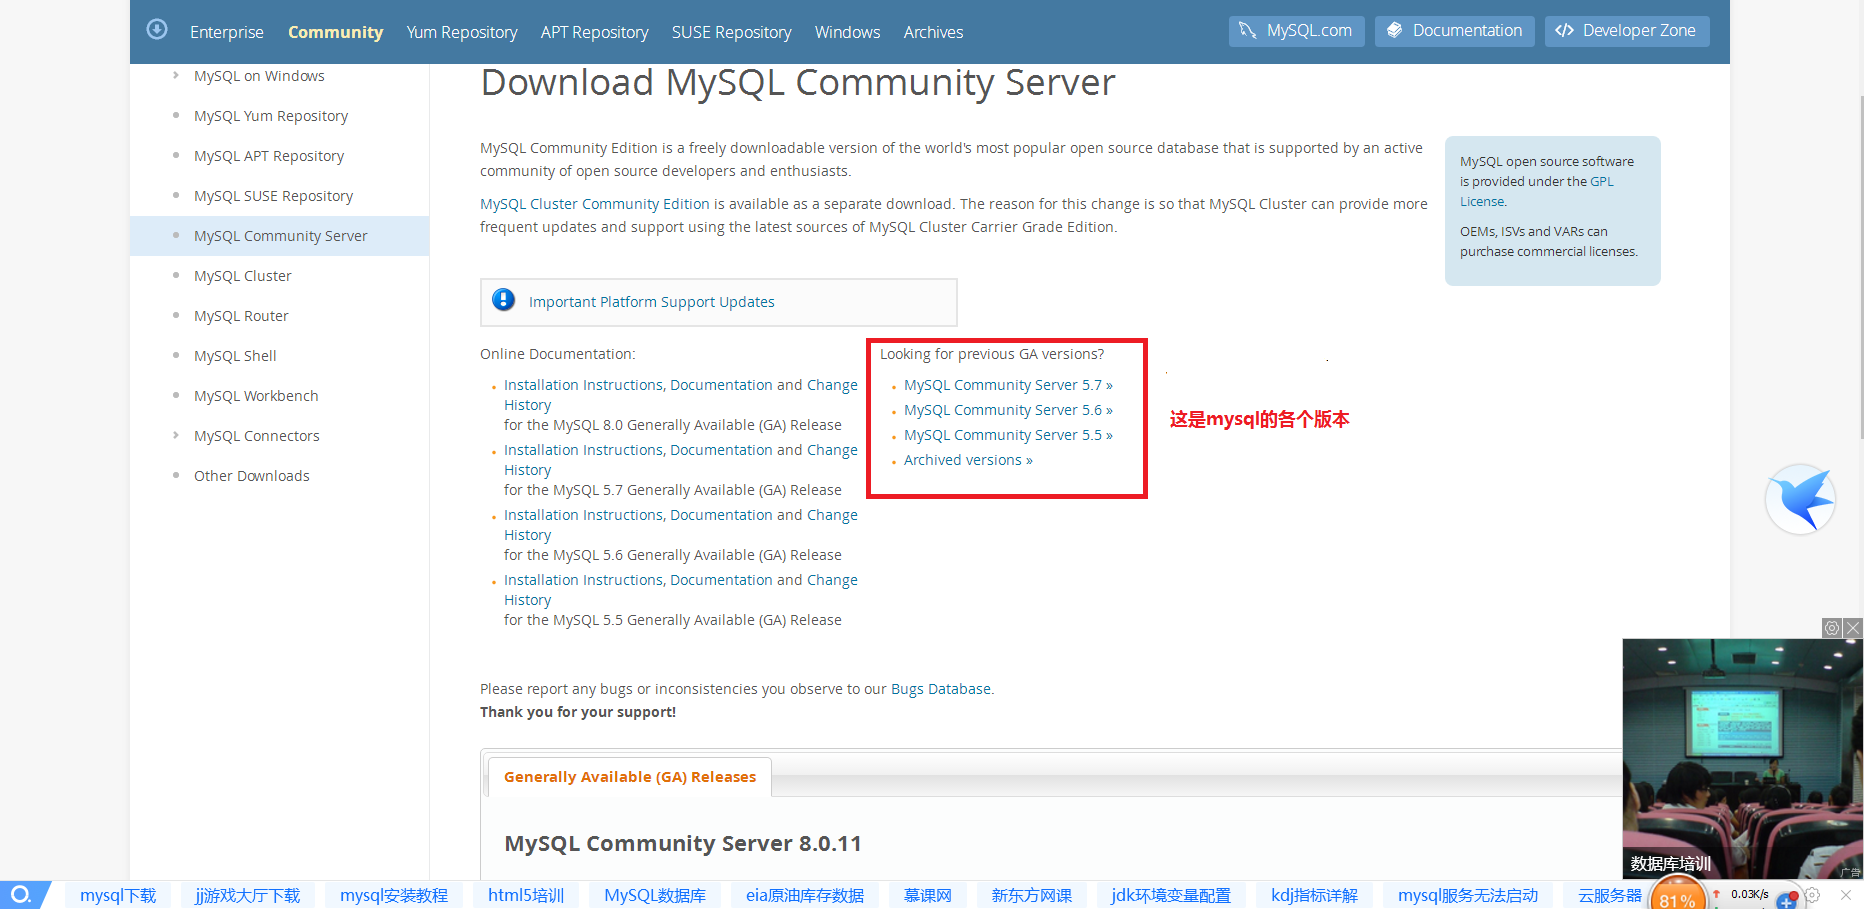 Enterprise
Community
Yum Repository
APT Repository
SUSE Repository
Windows
Archives
MySQL.com
Documentation
Developer Zone
MySQL on Windows
MySQL Yum Repository
MySQL APT Repository
MySQL SUSE Repository
MySQL Community Server
MySQL Cluster
MySQL Router
MySQL Shell
MySQL Workbench
MySQL Connectors
Other Downloads
Download MySQL Community Server
MySQL Community Edition is a freely downloadable version of the world's most popular open source database that is supported by an active
community of open source developers and enthusiasts.
MySQL Cluster Community Edition is available as a separate download. The reason for this change is so that MySQL Cluster can provide more
frequent updates and support using the latest sources of MySQL Cluster Carrier Grade Edition.
MySQL open source software
is provided under the GPL
License.
OEMs, ISVs and VARs can
purchase commercial licenses.
Important Platform Support Updates
Online Documentation:
Installation Instructions, Documentation and Change
History
for the MySQL 8.0 Generally Available (GA) Release
Installation Instructions, Documentation and Change
History
for the MySQL 5.7 Generally Available (GA) Release
Installation Instructions, Documentation and Change
History
for the MySQL 5.6 Generally Available (GA) Release
Installation Instructions, Documentation and Change
History
for the MySQL 5.5 Generally Available (GA) Release
Looking for previous GA versions?
MySQL Community Server 5.7 »
MySQL Community Server 5.6 »
MySQL Community Server 5.5 »
Archived versions »
这是mysql的各个版本
Please report any bugs or inconsistencies you observe to our Bugs Database.
Thank you for your support!
Generally Available (GA) Releases
MySQL Community Server 8.0.11
数据库培训
广告
mysql下载
jj游戏大厅下载
mysql安装教程
html5培训
MySQL数据库
eia原油库存数据
慕课网
新东方网课
jdk环境变量配置
kdj指标详解
mysql服务无法启动
云服务器
81%
0.03K/s